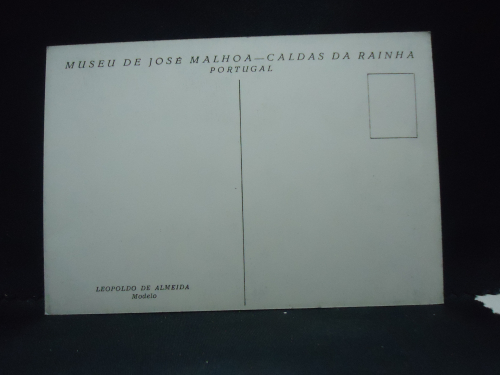 MUSEU DE JOSÉ MALHOA—CALDAS DA RAINHA
PORTUGAL
LEOPOLDO DE ALMEIDA
Modelo